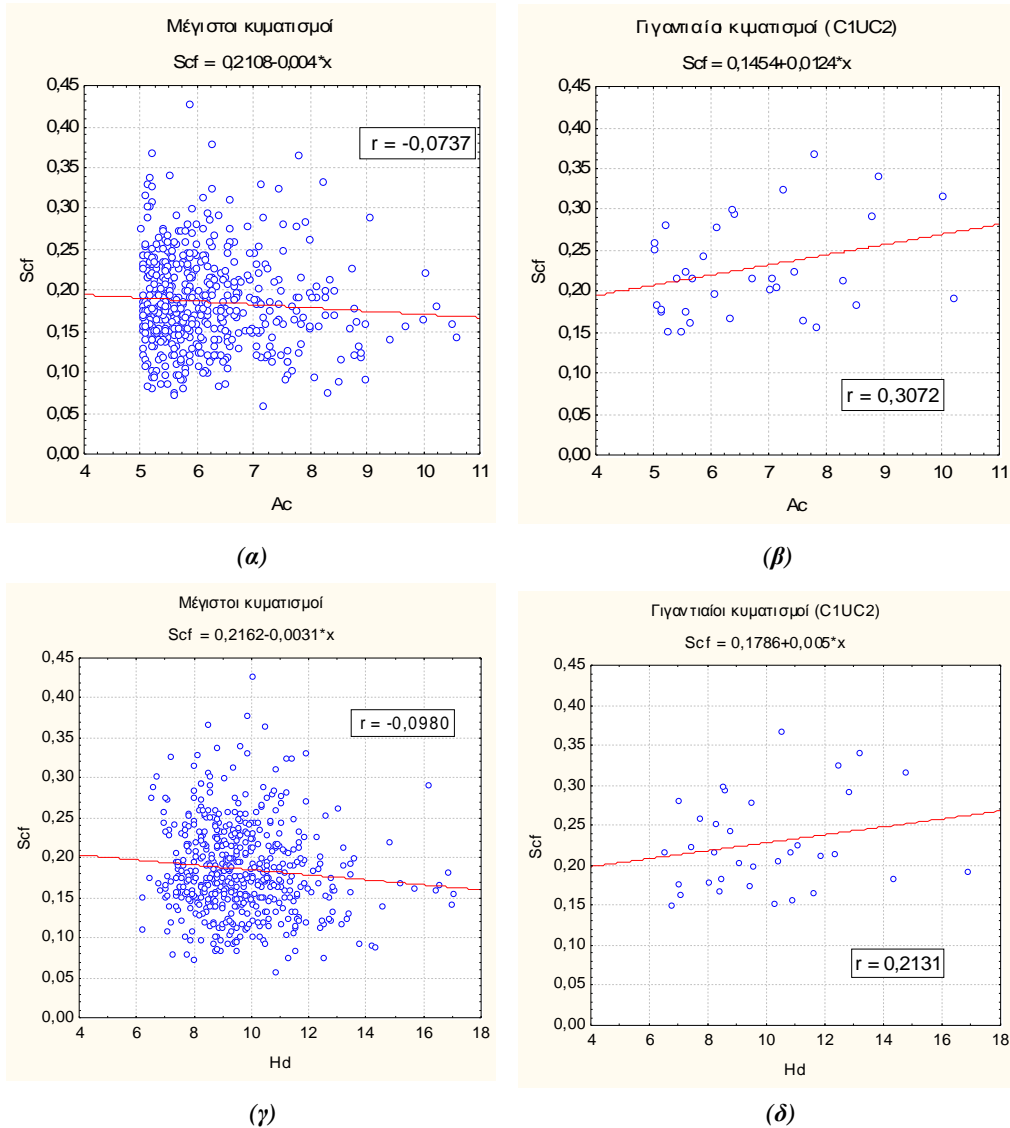 Μέγιστοι κυματισμοί
Scf = 0,2108-0,004*x
r = -0,0737
Scf
0,45
0,40
0,35
0,30
0,25
0,20
0,15
0,10
0,05
0,00
4 5 6 7 8 9 10 11
Ac
(α)
Γιγαντιαίοι κυματισμοί (C1UC2)
Scf = 0,1454+0,0124*x
r = 0,3072
Scf
0,45
0,40
0,35
0,30
0,25
0,20
0,15
0,10
0,05
0,00
4 5 6 7 8 9 10 11
Ac
(β)
Μέγιστοι κυματισμοί
Scf = 0,2162-0,0031*x
r = -0,0980
Scf
0,45
0,40
0,35
0,30
0,25
0,20
0,15
0,10
0,05
0,00
4 6 8 10 12 14 16 18
Hd
(γ)
Γιγαντιαίοι κυματισμοί (C1UC2)
Scf = 0,1786+0,005*x
r = 0,2131
Scf
0,45
0,40
0,35
0,30
0,25
0,20
0,15
0,10
0,05
0,00
4 6 8 10 12 14 16 18
Hd
(δ)